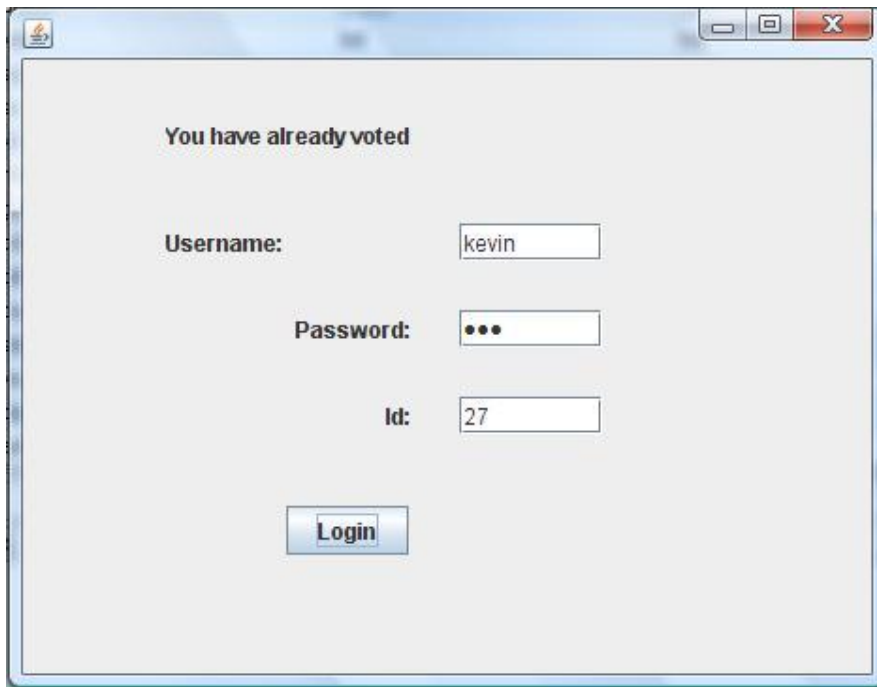 You have already voted
Username: kevin
Password: •••
Id: 27
Login